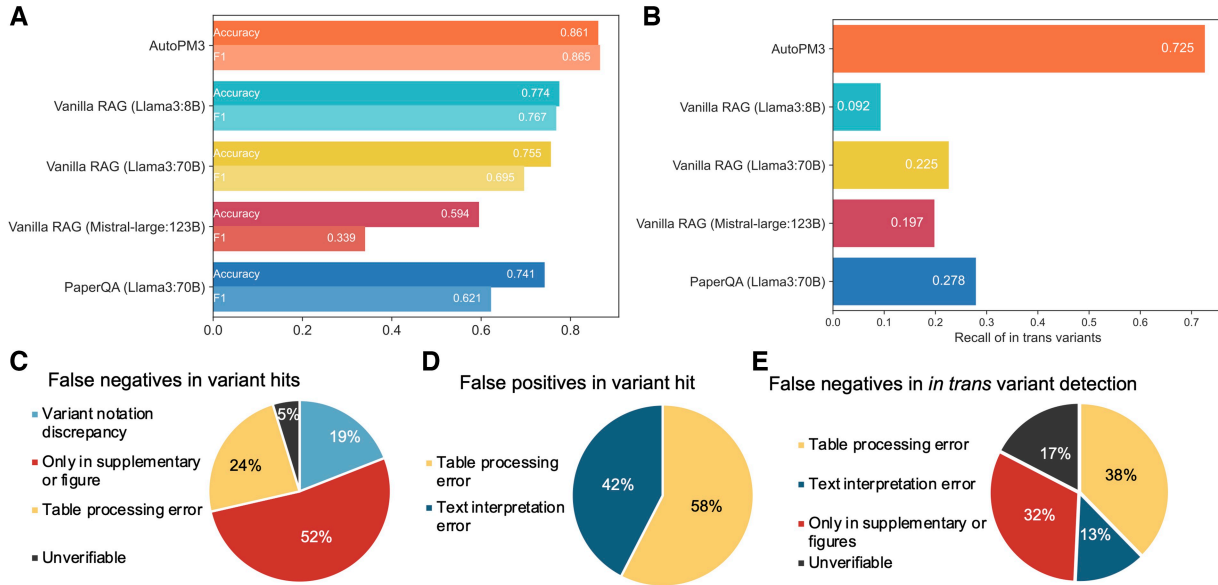 A
AutoPM3
Accuracy
0.861
F1
0.865
Vanilla RAG (Llama3:8B)
Accuracy
0.774
F1
0.767
Vanilla RAG (Llama3:70B)
Accuracy
0.755
F1
0.695
Vanilla RAG (Mistral-large:123B)
Accuracy
0.594
F1
0.339
PaperQA (Llama3:70B)
Accuracy
0.741
F1
0.621
0.0 0.2 0.4 0.6 0.8
B
AutoPM3
0.725
Vanilla RAG (Llama3:8B)
0.092
Vanilla RAG (Llama3:70B)
0.225
Vanilla RAG (Mistral-large:123B)
0.197
PaperQA (Llama3:70B)
0.278
0.0 0.1 0.2 0.3 0.4 0.5 0.6 0.7
Recall of in trans variants
C
False negatives in variant hits
Variant notation
discrepancy
Only in supplementary
or figure
Table processing error
Unverifiable
5%
19%
24%
52%
D
False positives in variant hit
Table processing
error
Text interpretation
error
42%
58%
E
False negatives in in trans variant detection
Table processing error
Text interpretation error
Only in supplementary or
figures
Unverifiable
17%
38%
32%
13%